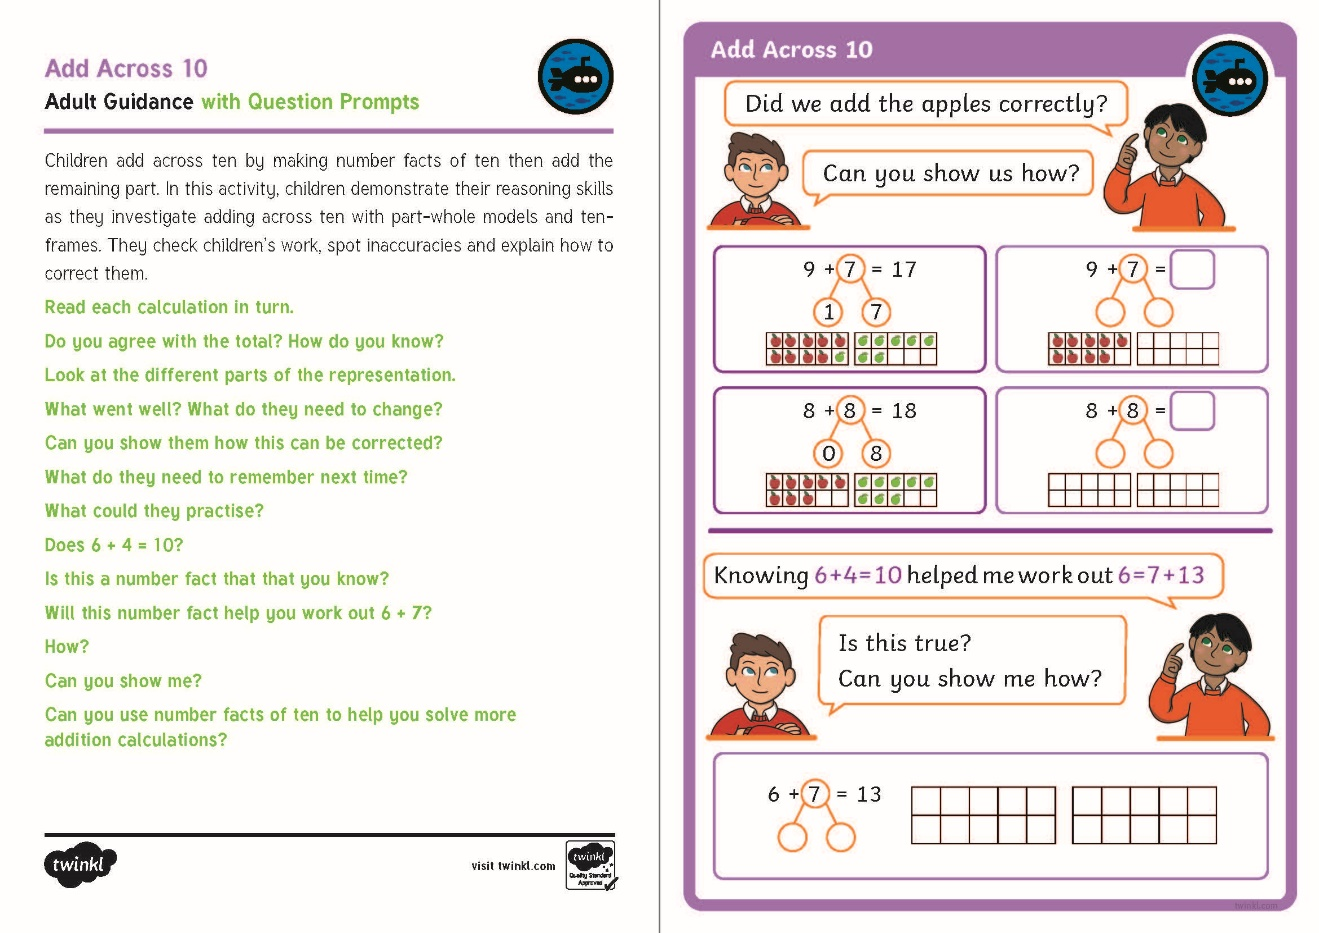 Add Across 10
Adult Guidance with Question Prompts
Children add across ten by making number facts of ten then add the
remaining part. In this activity, children demonstrate their reasoning skills
as they investigate adding across ten with part-whole models and ten-
frames. They check children's work, spot inaccuracies and explain how to
correct them.
Read each calculation in turn.
Do you agree with the total? How do you know?
Look at the different parts of the representation.
What went well? What do they need to change?
Can you show them how this can be corrected?
What do they need to remember next time?
What could they practise?
Does 6 + 4 = 10?
Is this a number fact that that you know?
Will this number fact help you work out 6 + 7?
How?
Can you show me?
Can you use number facts of ten to help you solve more
addition calculations?
twinkl
visit twinkl.com
twinkl
Quality Standard
Approved
Add Across 10
Did we add the apples correctly?
Can you show us how?
9 + 7 = 17
1 7
9 + 7 =
8 + 8 = 18
0 8
8 + 8 =
Knowing 6+4=10 helped me work out 6=7+13
Is this true?
Can you show me how?
6 + 7 = 13
twinkl.com